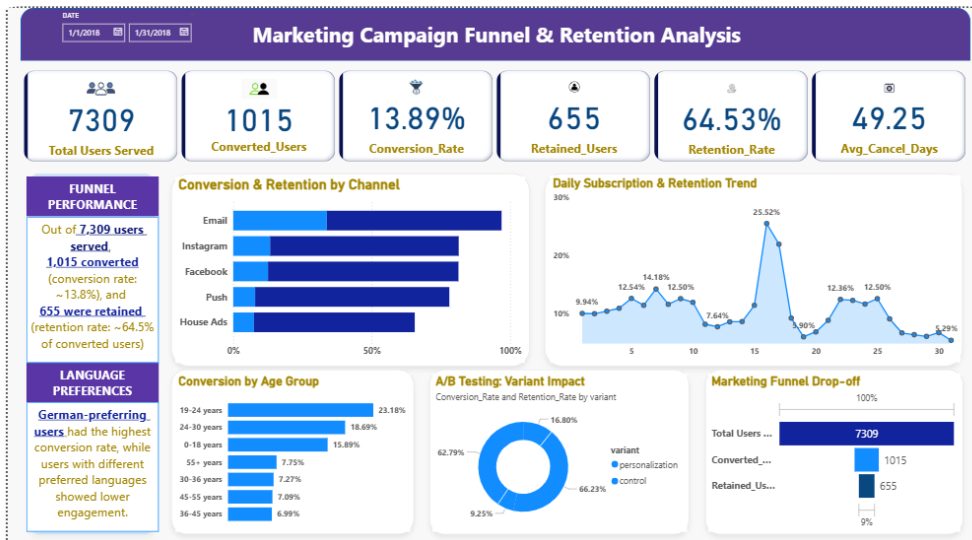 DATE
1/1/2018 1/31/2018
Marketing Campaign Funnel & Retention Analysis
7309
Total Users Served
1015
Converted_Users
13.89%
Conversion_Rate
655
Retained_Users
64.53%
Retention_Rate
49.25
Avg_Cancel_Days
FUNNEL
PERFORMANCE
Out of 7,309 users
served,
1,015 converted
(conversion rate:
~13.8%), and
655 were retained
(retention rate: ~64.5%
of converted users)
LANGUAGE
PREFERENCES
German-preferring
users had the highest
conversion rate, while
users with different
preferred languages
showed lower
engagement.
Conversion & Retention by Channel
Email
Instagram
Facebook
Push
House Ads
0% 50% 100%
Daily Subscription & Retention Trend
30%
20%
10%
9.94%
12.54%
14.18%
12.50%
7.64%
25.52%
5.90%
12.36%
12.50%
5.29%
5 10 15 20 25 30
Conversion by Age Group
19-24 years 23.18%
24-30 years 18.69%
0-18 years 15.89%
55+ years 7.75%
30-36 years 7.27%
45-55 years 7.09%
36-45 years 6.99%
A/B Testing: Variant Impact
Conversion_Rate and Retention_Rate by variant
16.80%
62.79%
66.23%
9.25%
variant
personalization
control
Marketing Funnel Drop-off
100%
Total Users ... 7309
Converted_... 1015
Retained_Us... 655
9%